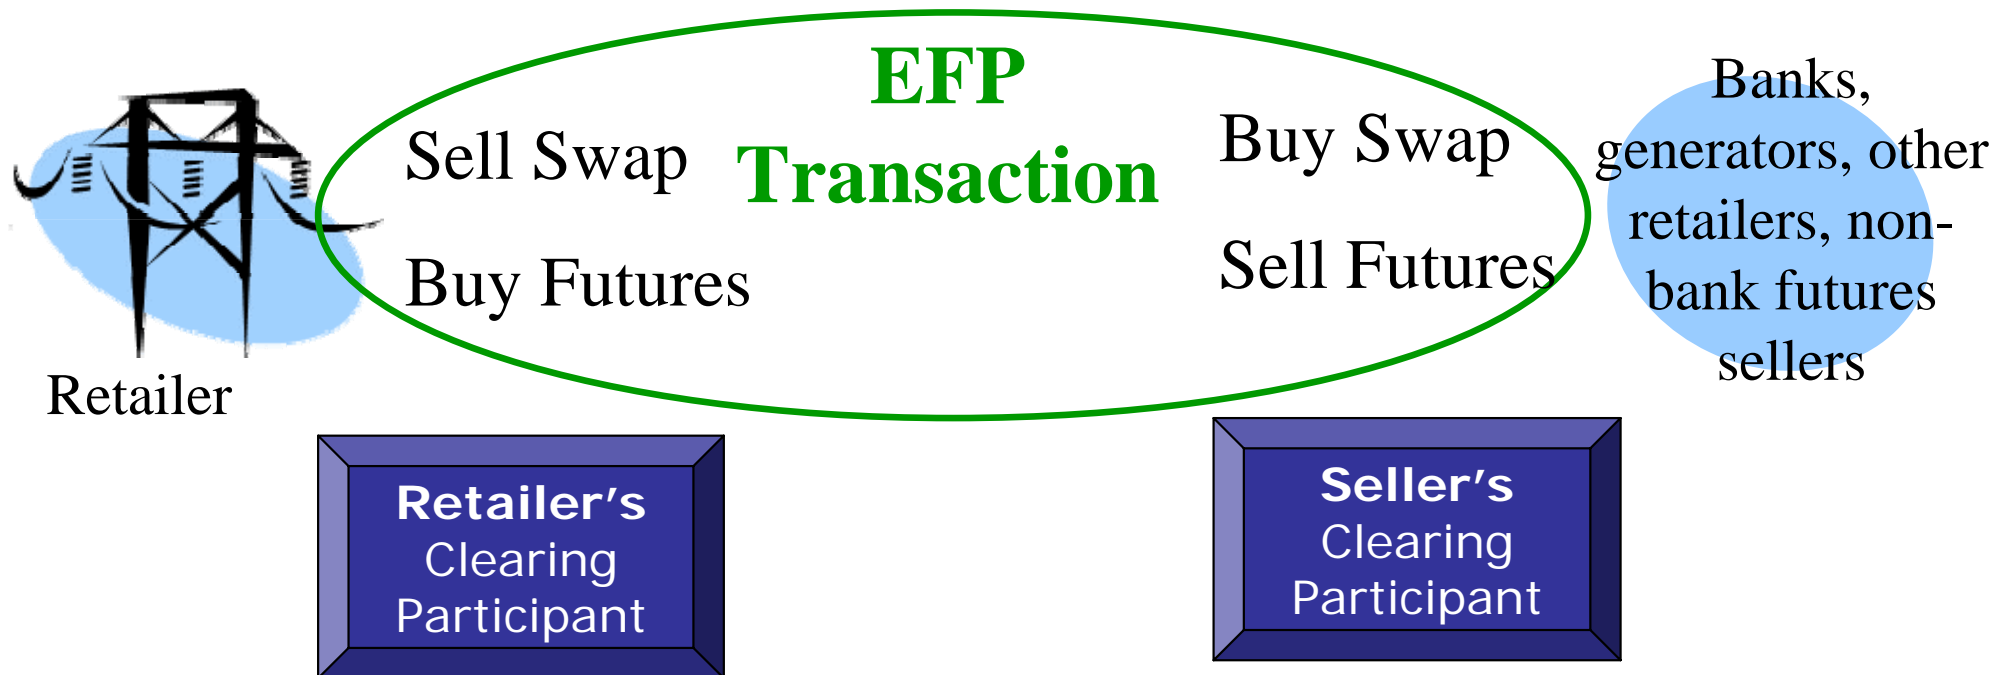 EFP
Transaction
Sell Swap
Buy Futures
Buy Swap
Sell Futures
Banks,
generators, other
retailers, non-
bank futures
sellers
Retailer
Retailer's
Clearing
Participant
Seller's
Clearing
Participant